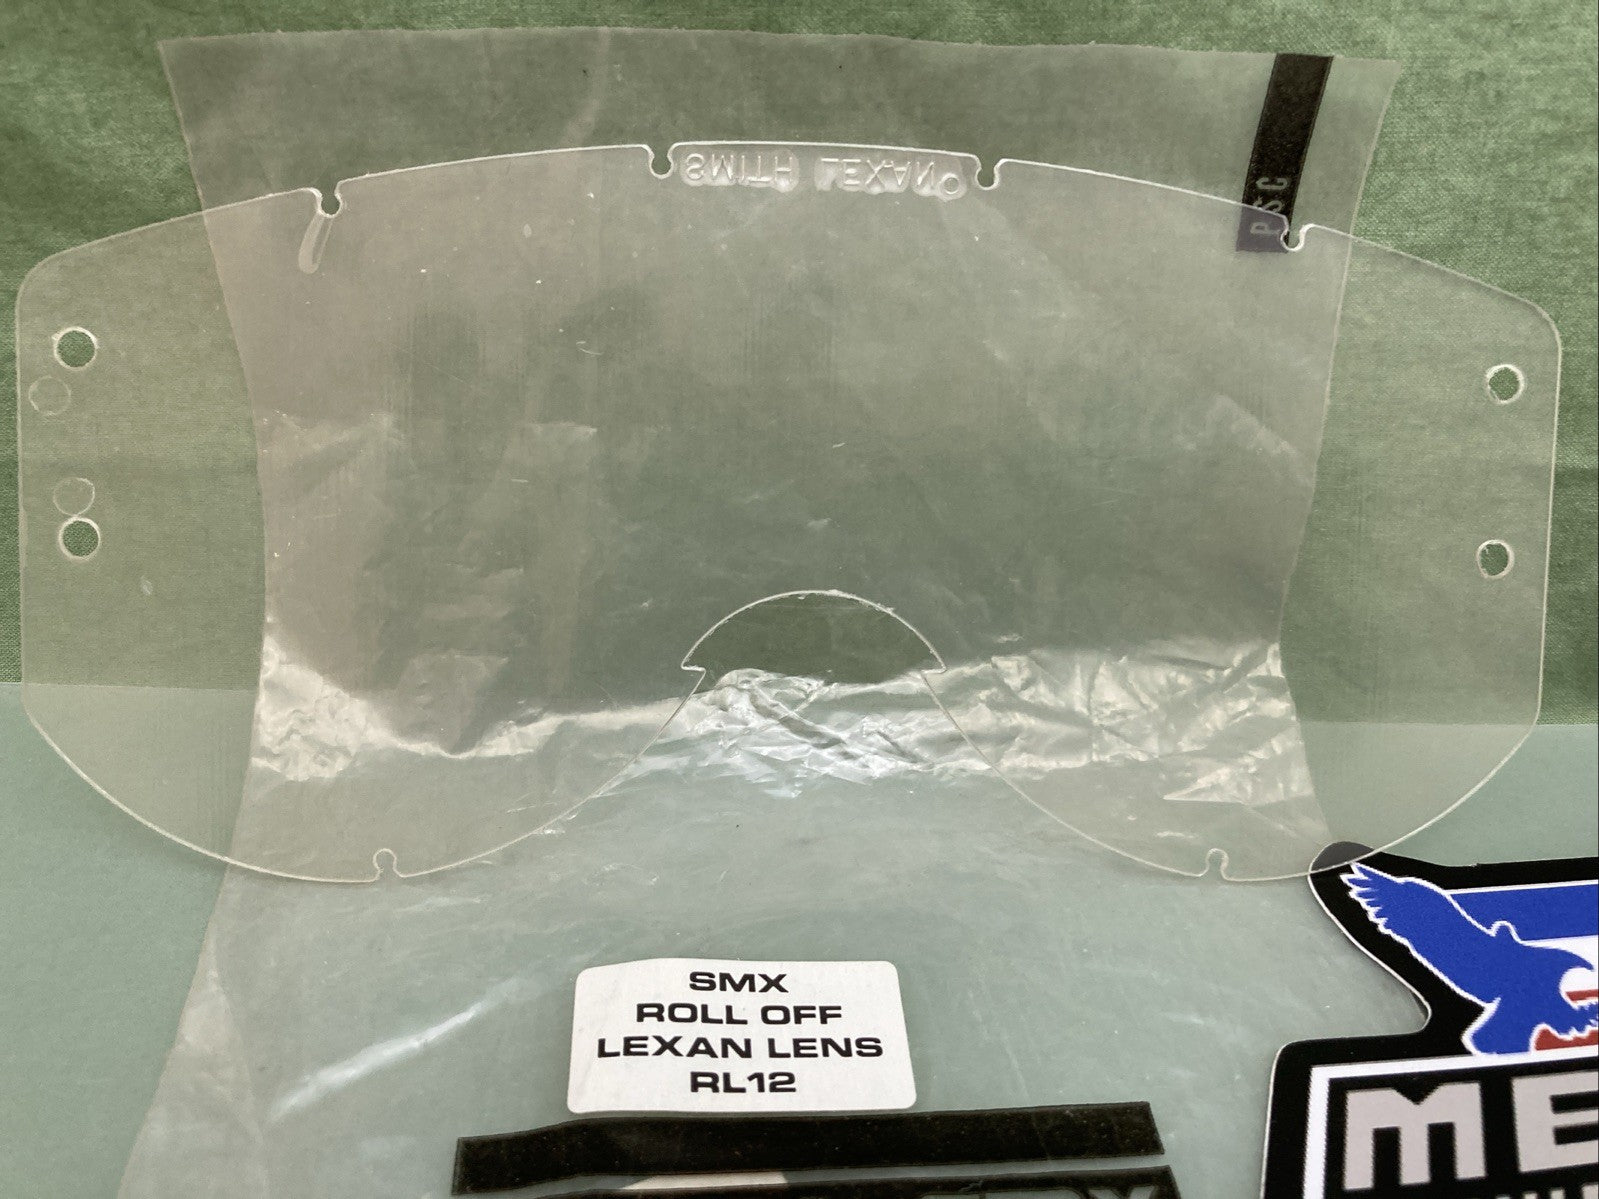 SMITH LEXAN
PSC
SMX
ROLL OFF
LEXAN LENS
RL12
ME